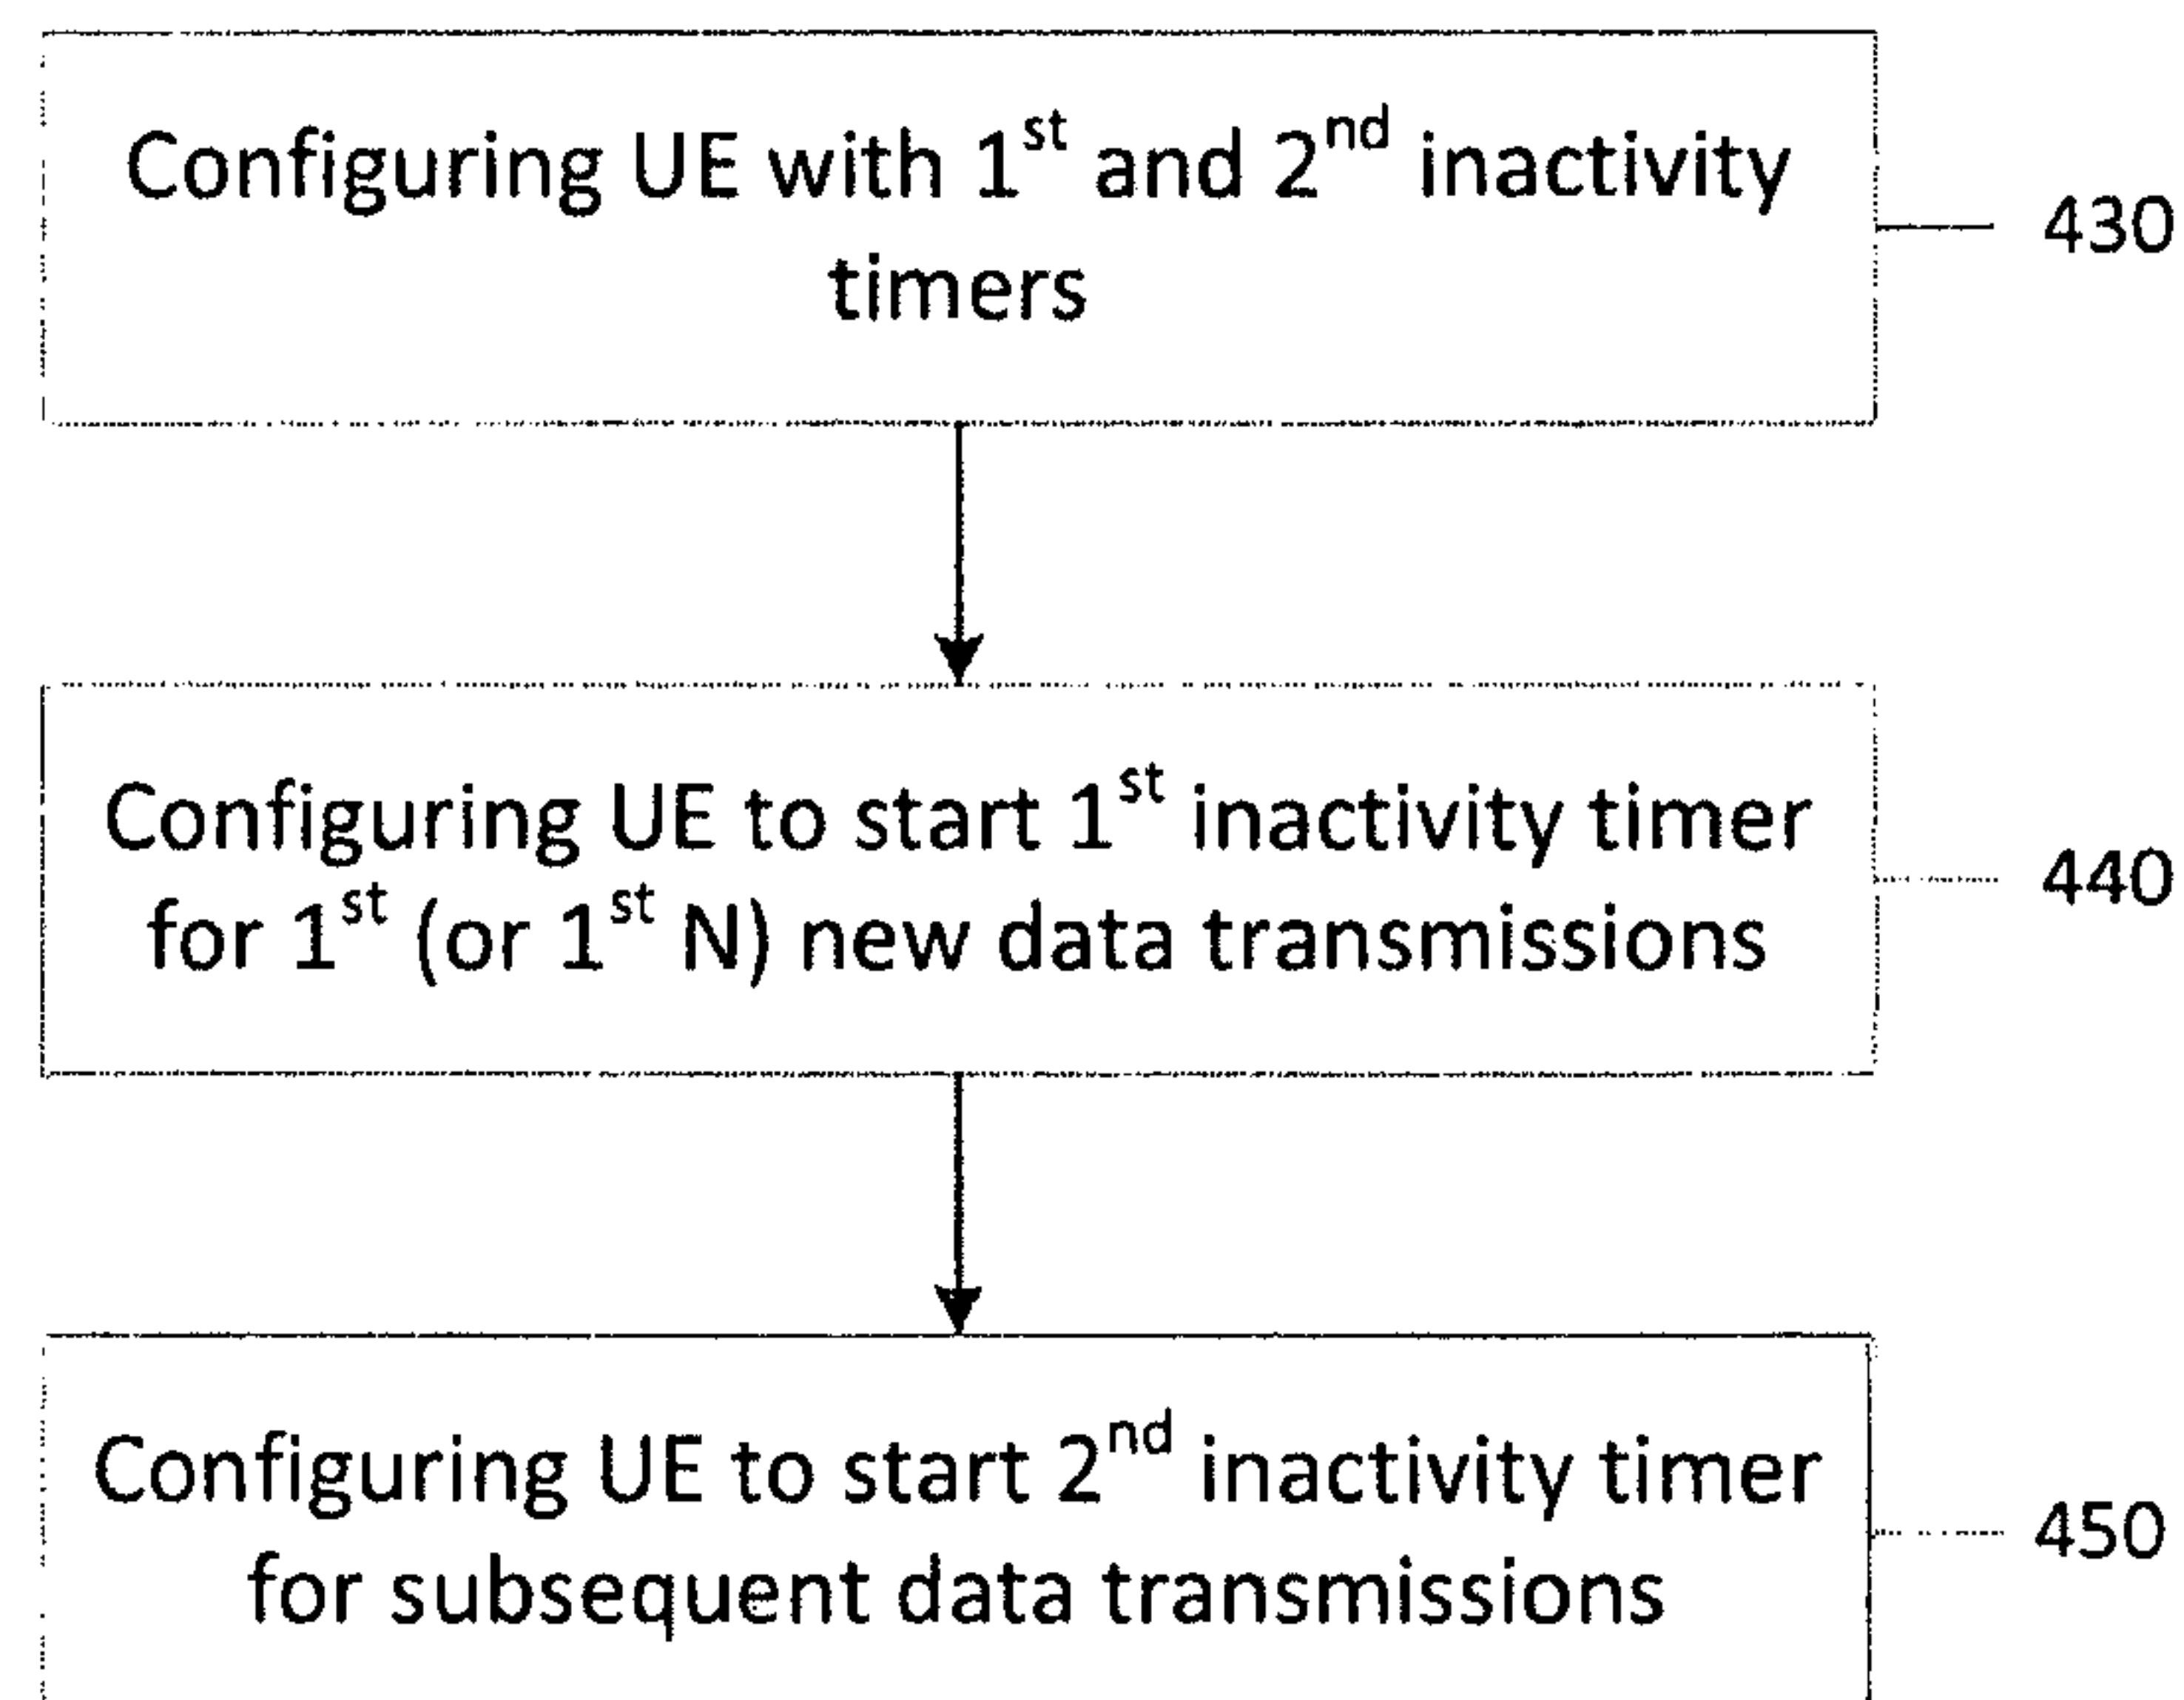 Configuring UE with 1st and 2nd inactivity
timers
430
Configuring UE to start 1st inactivity timer
for 1st (or 1st N) new data transmissions
440
Configuring UE to start 2nd inactivity timer
for subsequent data transmissions
450